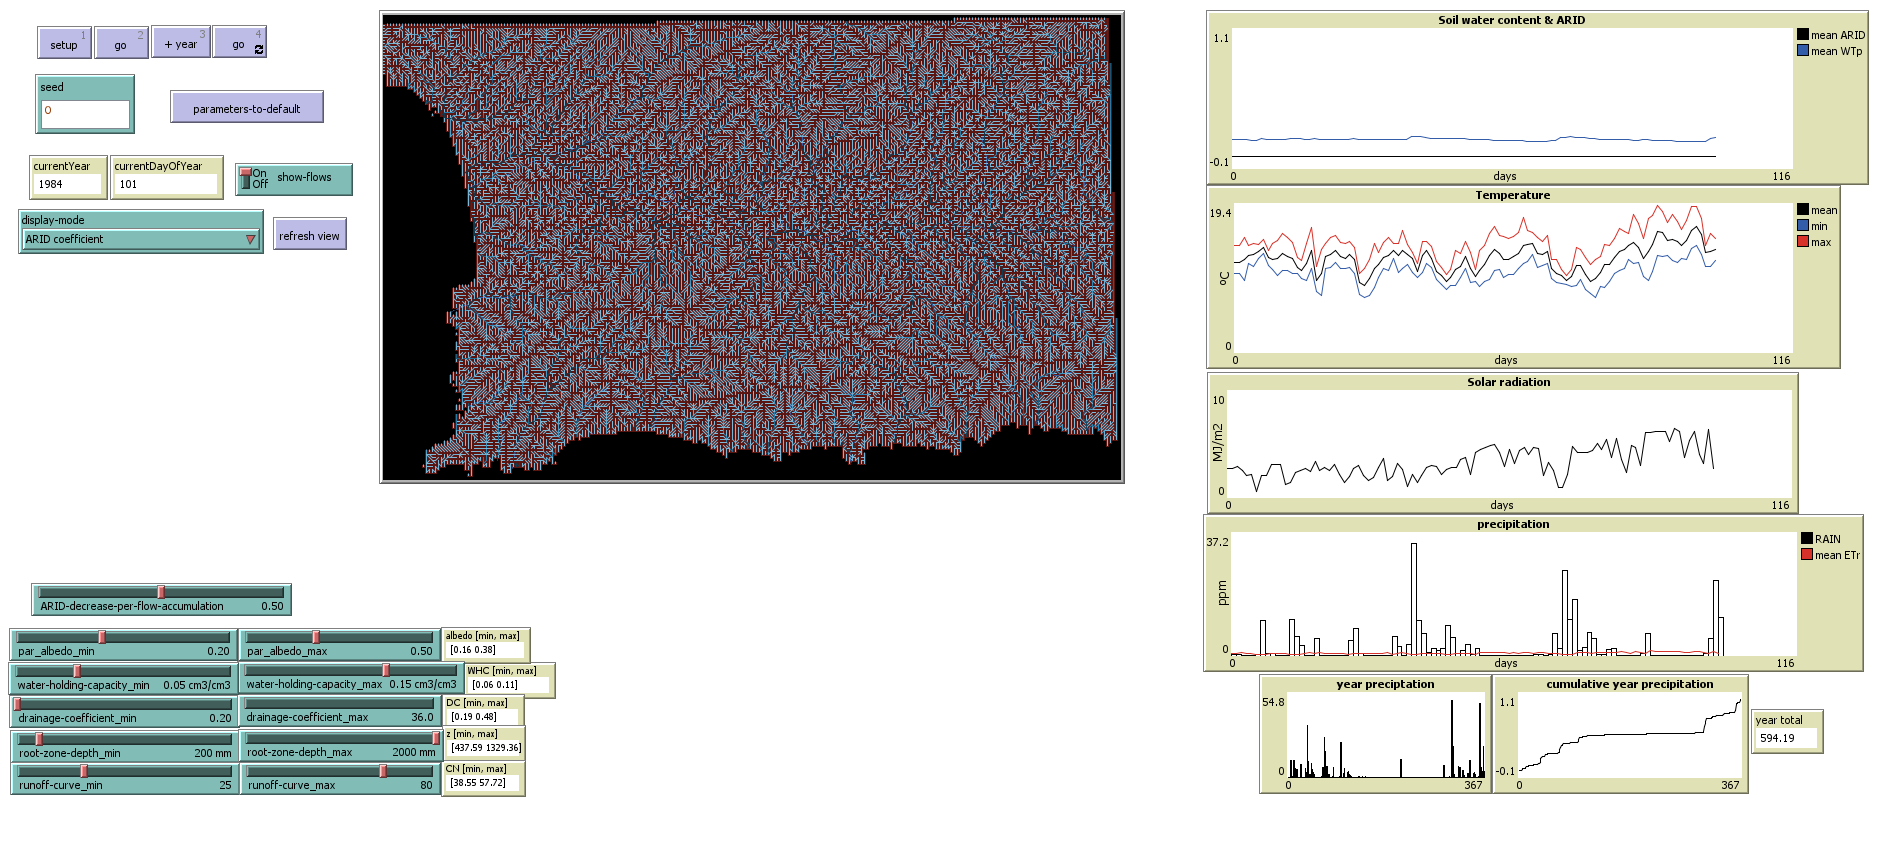 setup 1
go 2
+ year 3
go 4
seed
0
parameters-to-default
currentYear
1984
currentDayOfYear
101
On
Off
show-flows
display-mode
ARID coefficient
refresh view
ARID-decrease-per-flow-accumulation 0.50
par_albedo_min 0.20
par_albedo_max 0.50
albedo [min, max]
[0.16 0.38]
water-holding-capacity_min 0.05 cm3/cm3
water-holding-capacity_max 0.15 cm3/cm3
WHC [min, max]
[0.06 0.11]
drainage-coefficient_min 0.20
drainage-coefficient_max 36.0
DC [min, max]
[0.19 0.48]
root-zone-depth_min 200 mm
root-zone-depth_max 2000 mm
z [min, max]
[437.59 1329.36]
runoff-curve_min 25
runoff-curve_max 80
CN [min, max]
[38.55 57.72]
Soil water content & ARID
1.1
-0.1
0
days
116
mean ARID
mean WTp
Temperature
19.4
ºC
0
0
days
116
mean
min
max
Solar radiation
10
MJ/m2
0
0
days
116
precipitation
37.2
ppm
0
0
days
116
RAIN
mean ETr
year preciptation
54.8
0
0
367
cumulative year precipitation
1.1
-0.1
0
367
year total
594.19